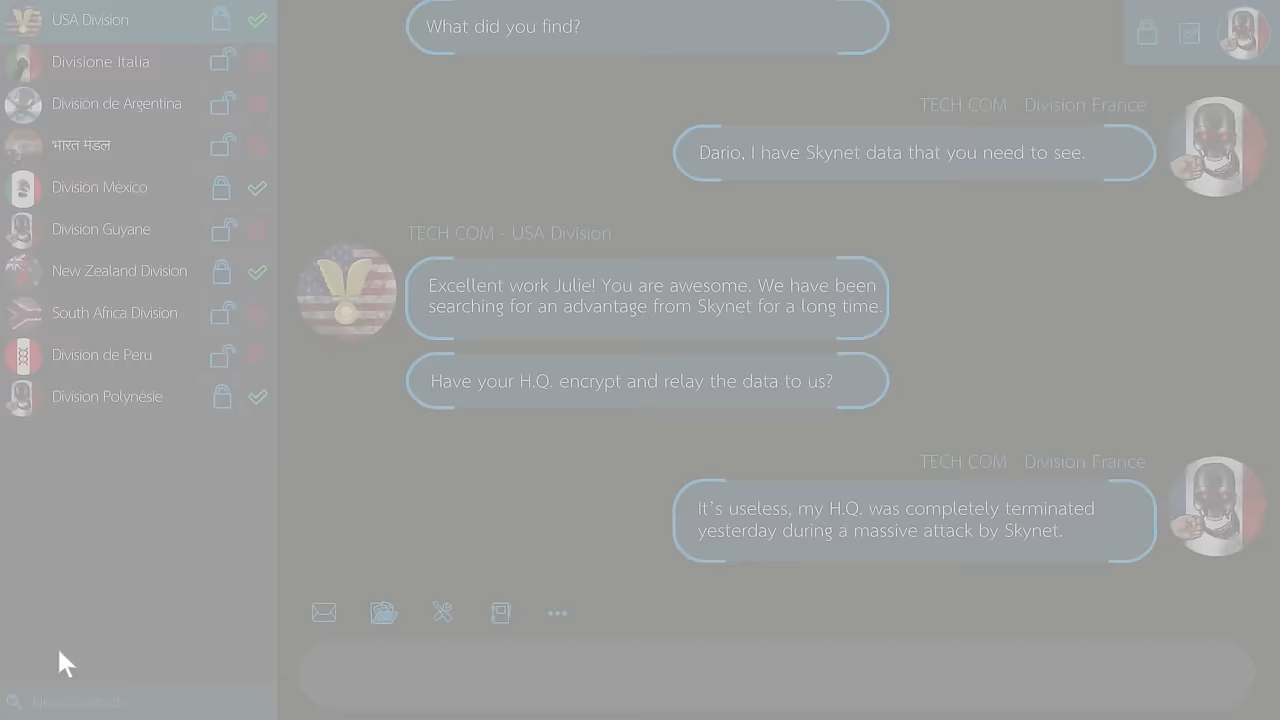 USA Division
Divisione Italia
División de Argentina
भारत मंडल
División México
Division Guyane
New Zealand Division
South Africa Division
División de Peru
Division Polynésie
What did you find?
TECH COM Division France
Dario, I have Skynet data that you need to see.
TECH COM - USA Division
Excellent work Julie! You are awesome. We have been
searching for an advantage from Skynet for a long time.
Have your H.Q. encrypt and relay the data to us?
TECH COM Division France
It's useless, my H.Q. was completely terminated
yesterday during a massive attack by Skynet.